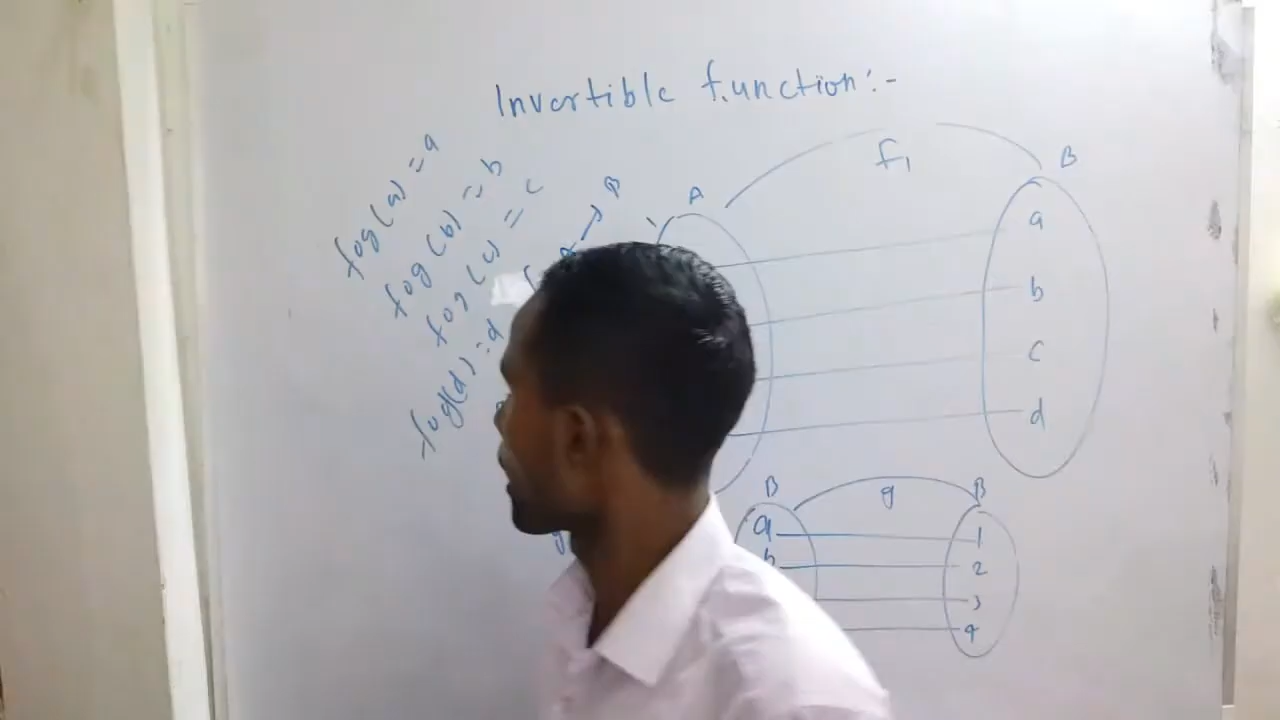 Invertible function:-
fog(a) = a
fog(b) = b
fog(c) = c
fog(d) = d
B
A
f1
B
a
b
c
d
B
g
B
a
1
b
2
3
4